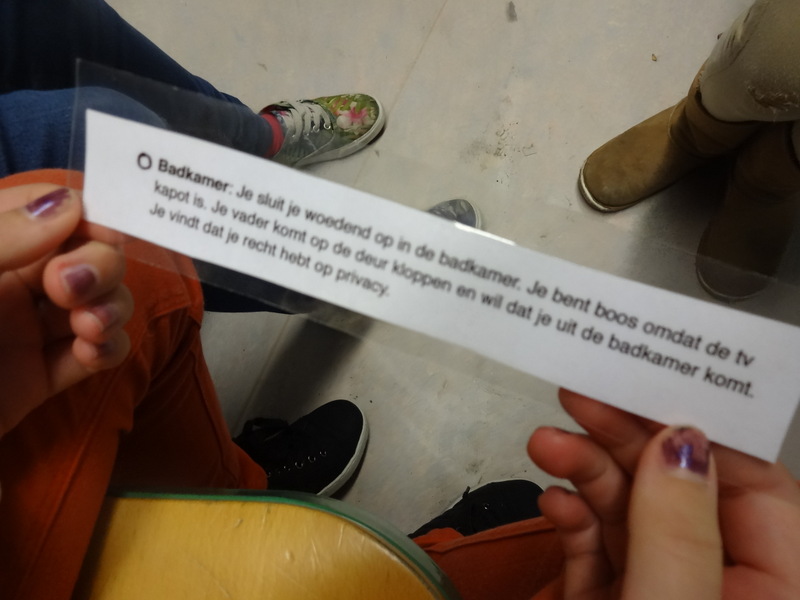 O Badkamer: Je sluit je woedend op in de badkamer. Je bent boos omdat de tv
kapot is. Je vader komt op de deur kloppen en wil dat je uit de badkamer komt.
Je vindt dat je recht hebt op privacy.